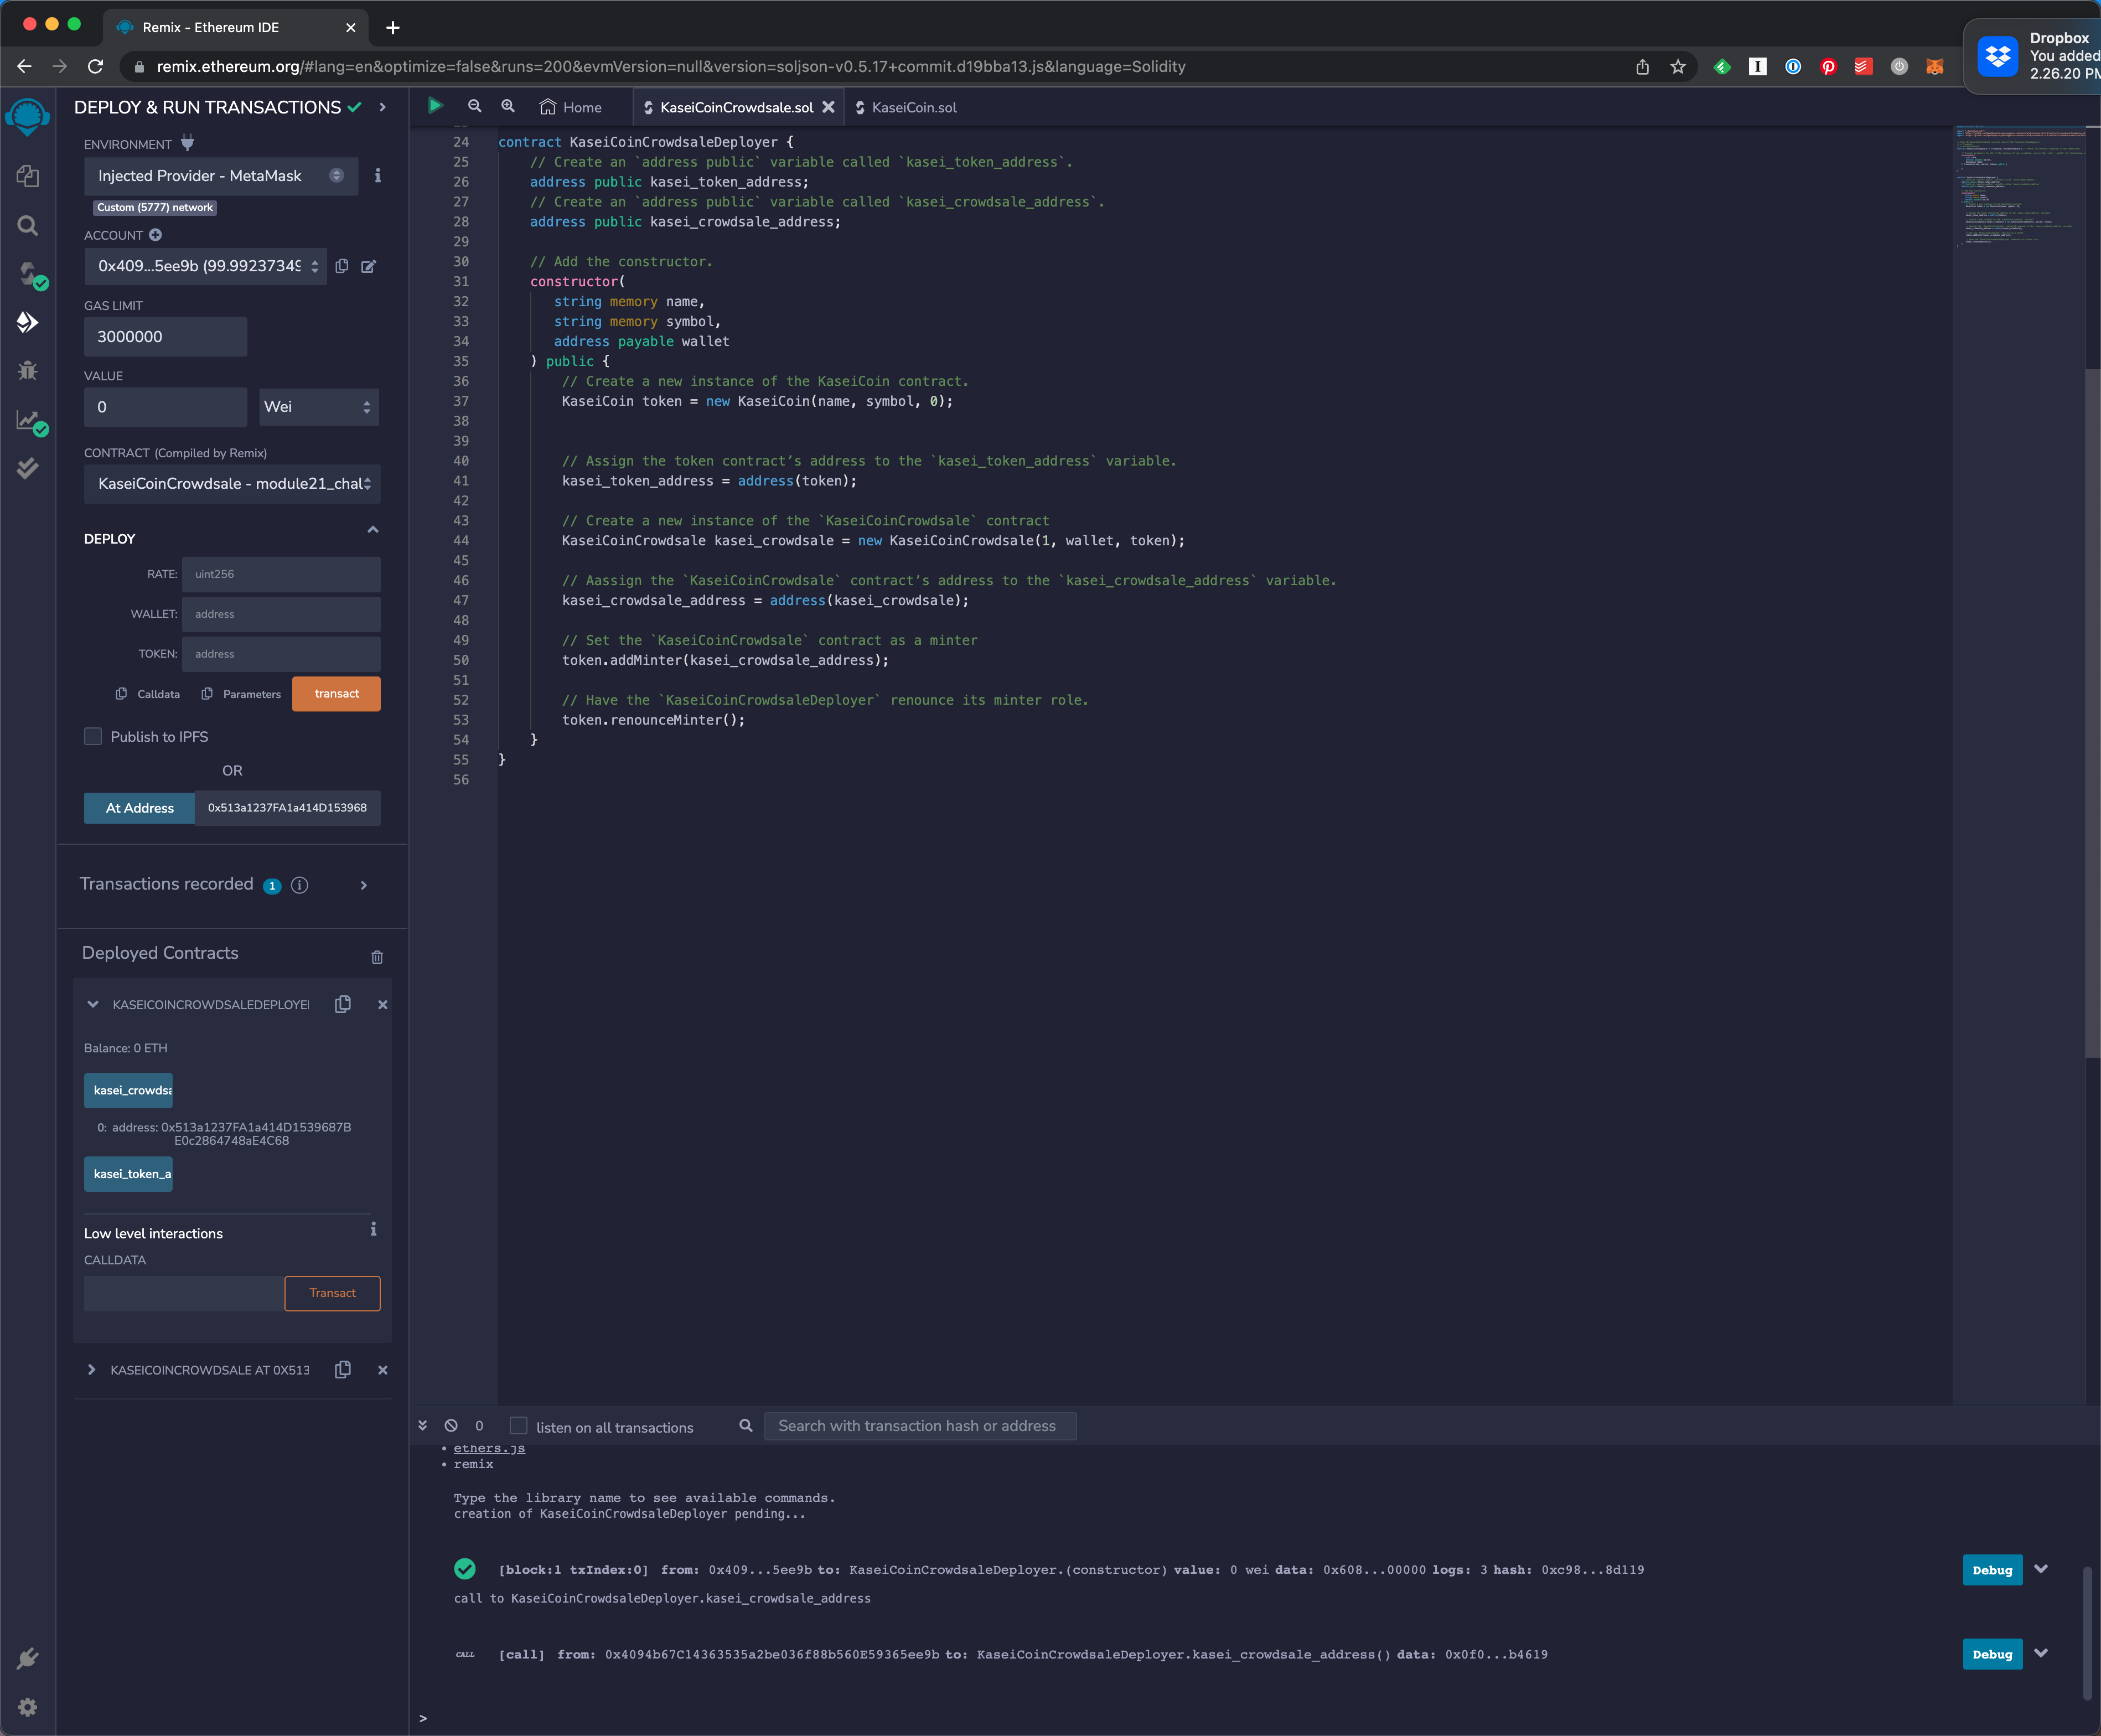 Remix - Ethereum IDE
remix.ethereum.org/#lang=en&optimize=false&runs=200&evmVersion=null&version=soljson-v0.5.17+commit.d19bba13.js&language=Solidity
Dropbox
You added
2.26.20 PM
DEPLOY & RUN TRANSACTIONS
ENVIRONMENT
Injected Provider - MetaMask
Custom (5777) network
ACCOUNT
0x409...5ee9b (99.99237349
GAS LIMIT
3000000
VALUE
0
Wei
CONTRACT (Compiled by Remix)
KaseiCoinCrowdsale - module21_chal
DEPLOY
RATE: uint256
WALLET: address
TOKEN: address
Calldata Parameters transact
Publish to IPFS
OR
At Address 0x513a1237FA1a414D153968
Transactions recorded 1 i
Deployed Contracts
KASEICOINCROWDSALEDEPLOYE
Balance: 0 ETH
kasei_crowdsa
0: address: 0x513a1237FA1a414D1539687B
E0c2864748aE4C68
kasei_token_a
Low level interactions
CALLDATA
Transact
KASEICOINCROWDSALE AT 0X513
Home KaseiCoinCrowdsale.sol KaseiCoin.sol
24 contract KaseiCoinCrowdsaleDeployer {
25 // Create an `address public` variable called `kasei_token_address`.
26 address public kasei_token_address;
27 // Create an `address public` variable called `kasei_crowdsale_address`.
28 address public kasei_crowdsale_address;
29
30 // Add the constructor.
31 constructor(
32 string memory name,
33 string memory symbol,
34 address payable wallet
35 ) public {
36 // Create a new instance of the KaseiCoin contract.
37 KaseiCoin token = new KaseiCoin(name, symbol, 0);
38
39
40 // Assign the token contract’s address to the `kasei_token_address` variable.
41 kasei_token_address = address(token);
42
43 // Create a new instance of the `KaseiCoinCrowdsale` contract
44 KaseiCoinCrowdsale kasei_crowdsale = new KaseiCoinCrowdsale(1, wallet, token);
45
46 // Aassign the `KaseiCoinCrowdsale` contract’s address to the `kasei_crowdsale_address` variable.
47 kasei_crowdsale_address = address(kasei_crowdsale);
48
49 // Set the `KaseiCoinCrowdsale` contract as a minter
50 token.addMinter(kasei_crowdsale_address);
51
52 // Have the `KaseiCoinCrowdsaleDeployer` renounce its minter role.
53 token.renounceMinter();
54 }
55 }
56
0 listen on all transactions Search with transaction hash or address
• ethers.js
• remix
Type the library name to see available commands.
creation of KaseiCoinCrowdsaleDeployer pending...
[block:1 txIndex:0] from: 0x409...5ee9b to: KaseiCoinCrowdsaleDeployer.(constructor) value: 0 wei data: 0x608...00000 logs: 3 hash: 0xc98...8d119 Debug
call to KaseiCoinCrowdsaleDeployer.kasei_crowdsale_address
CALL [call] from: 0x4094b67C14363535a2be036f88b560E59365ee9b to: KaseiCoinCrowdsaleDeployer.kasei_crowdsale_address() data: 0x0f0...b4619 Debug
>